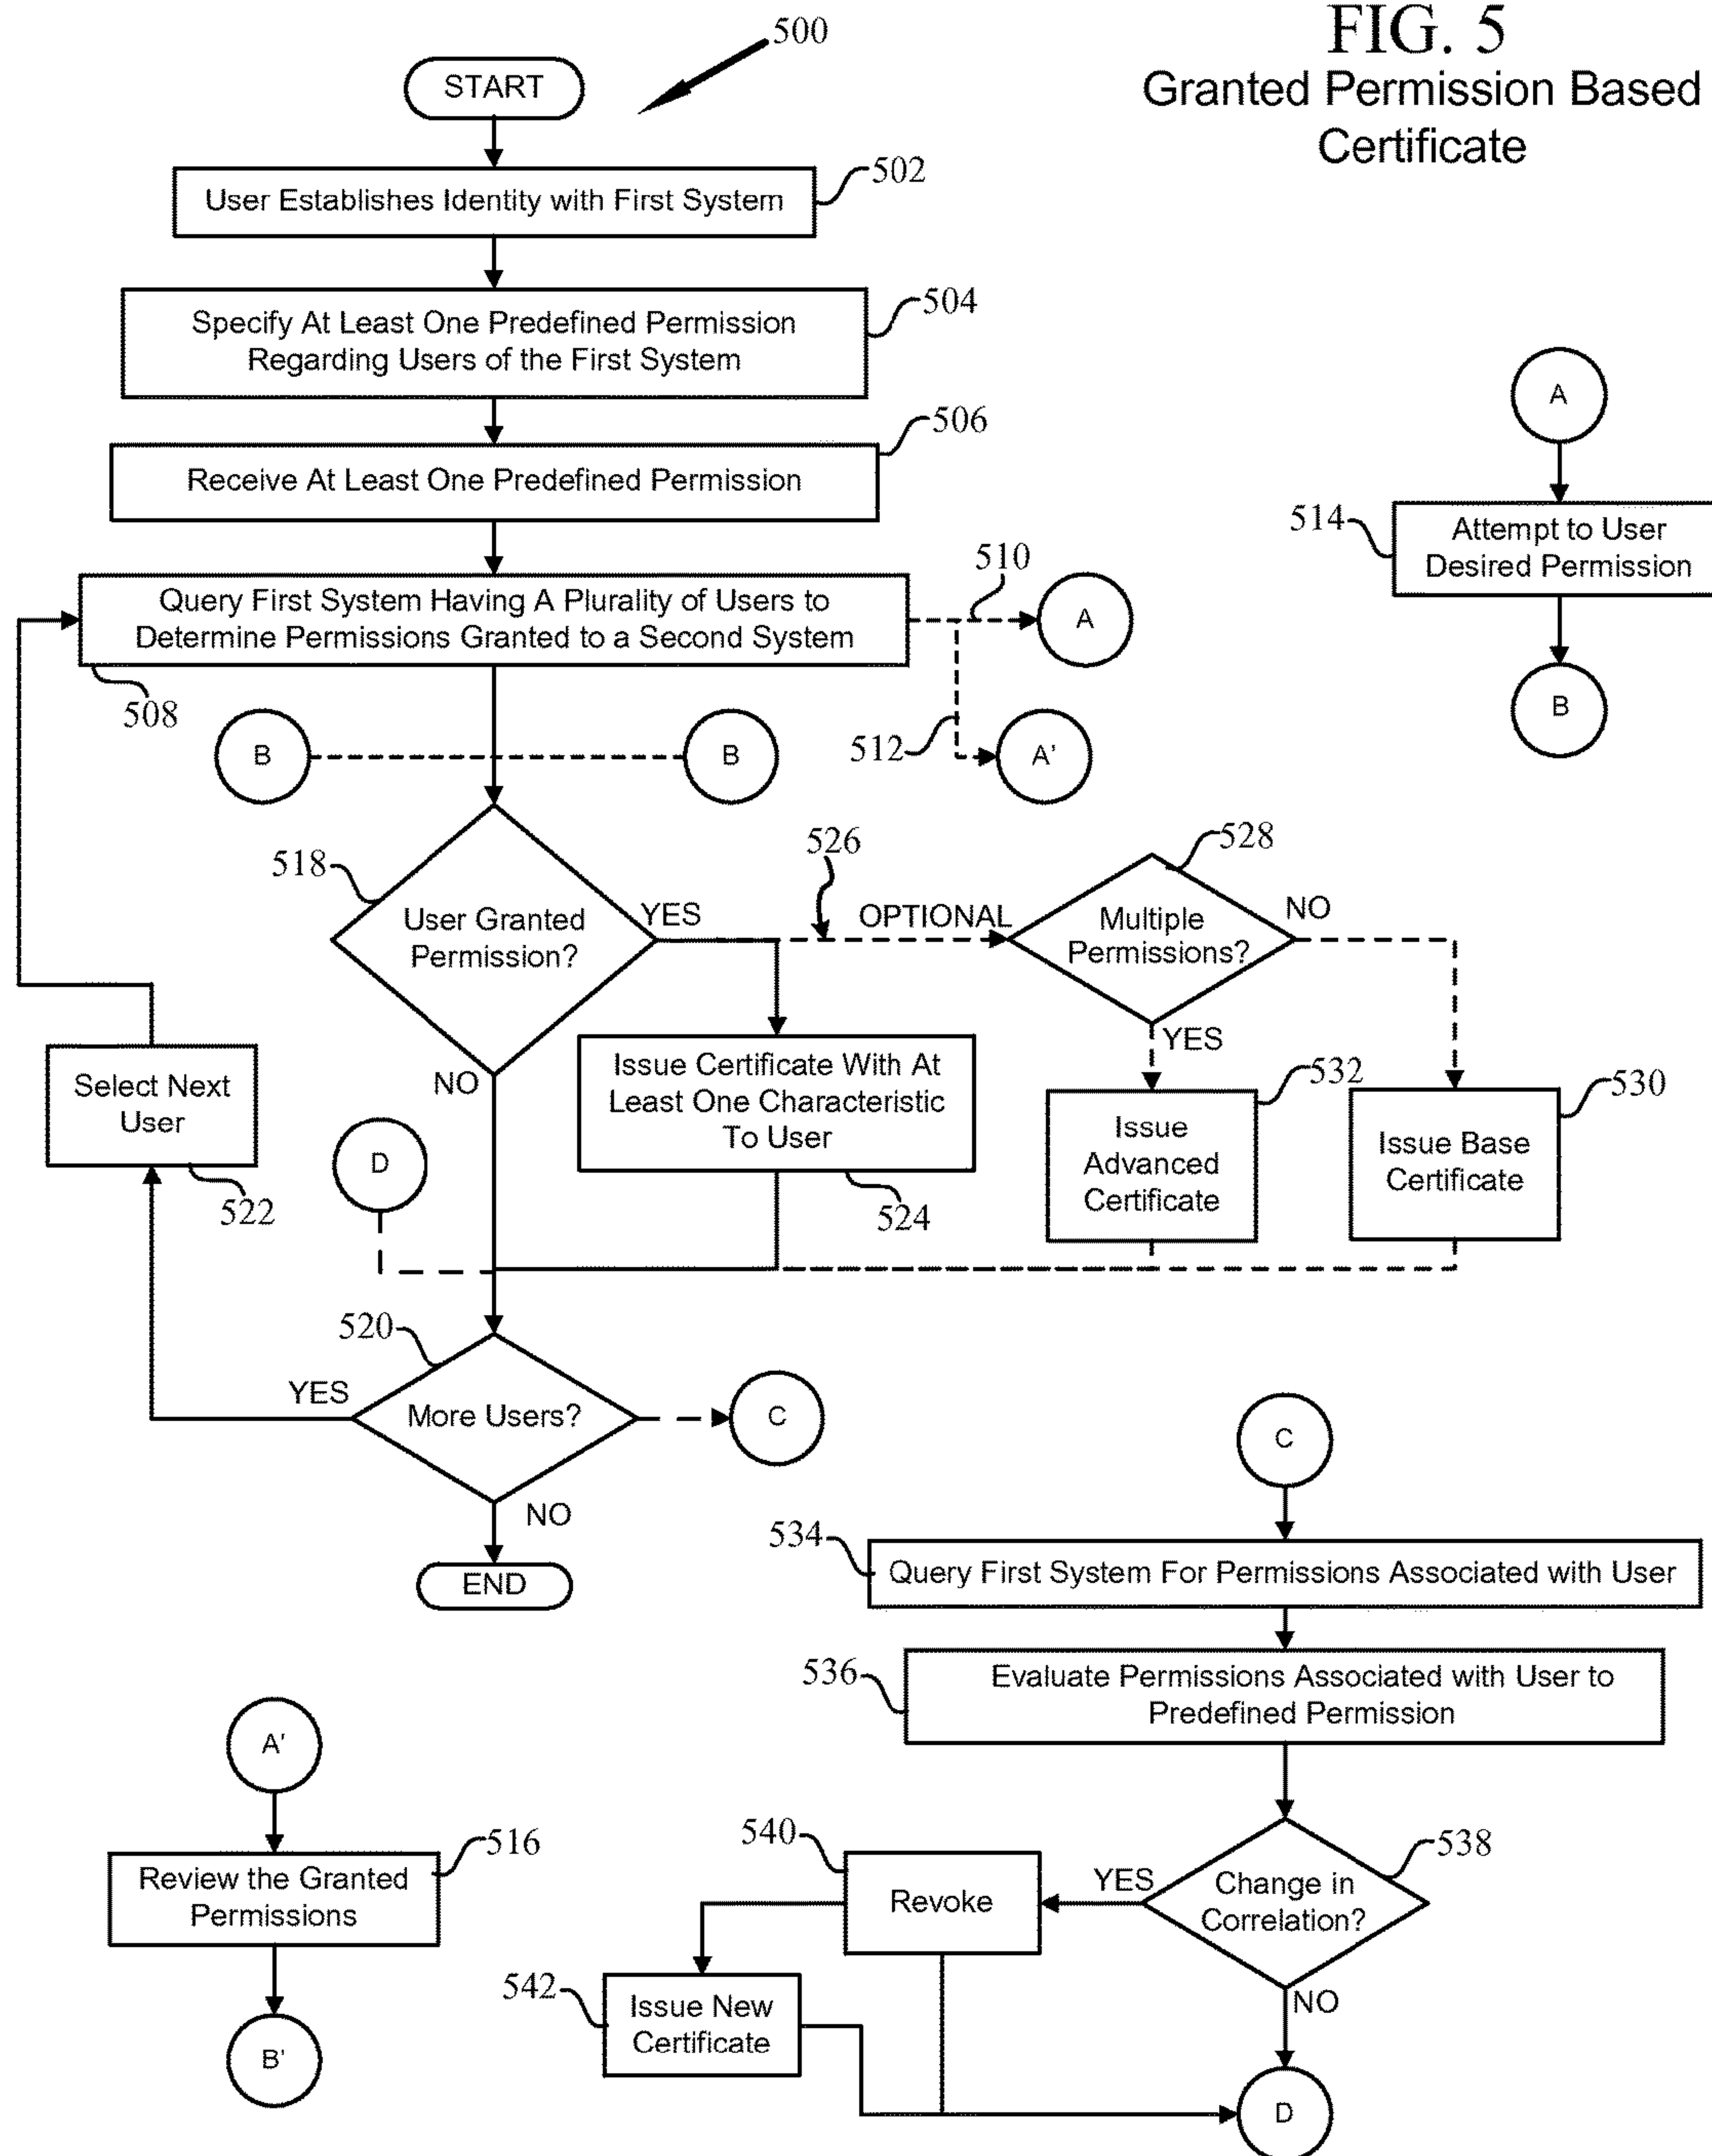 FIG. 5
Granted Permission Based
Certificate
500
START
502
User Establishes Identity with First System
504
Specify At Least One Predefined Permission
Regarding Users of the First System
506
Receive At Least One Predefined Permission
A
514
Attempt to User
Desired Permission
B
510
Query First System Having A Plurality of Users to
Determine Permissions Granted to a Second System
A
508
B
B
512
A'
518
User Granted
Permission?
YES
NO
526
OPTIONAL
528
Multiple
Permissions?
NO
YES
Select Next
User
522
D
Issue Certificate With At
Least One Characteristic
To User
524
532
Issue
Advanced
Certificate
530
Issue Base
Certificate
520
YES
More Users?
C
NO
END
C
534
Query First System For Permissions Associated with User
536
Evaluate Permissions Associated with User to
Predefined Permission
A'
516
Review the Granted
Permissions
B'
540
Revoke
YES
538
Change in
Correlation?
NO
542
Issue New
Certificate
D